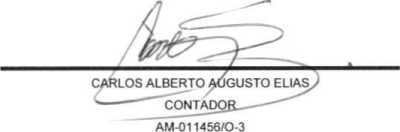 CARLOS ALBERTO AUGUSTO ELIAS
CONTADOR
AM-011456/O-3